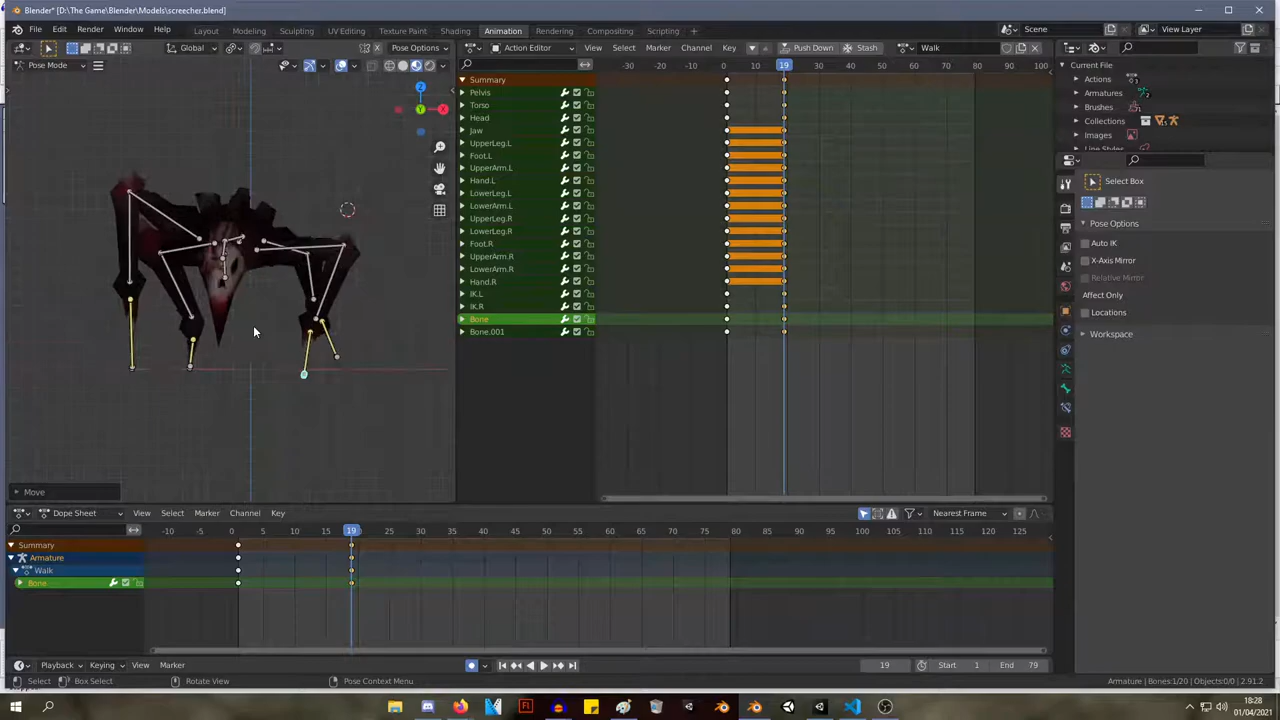 Blender* [D:\The Game\Blender\Models\screecher.blend]
File Edit Render Window Help Layout Modeling Sculpting UV Editing Texture Paint Shading Animation Rendering Compositing Scripting + Scene View Layer
Global Pose Options Action Editor View Select Marker Channel Key Push Down Stash Walk
Pose Mode -30 -20 -10 0 10 19 30 40 50 60 70 80 90 100 Current File
Summary Actions
Pelvis Armatures
Torso Brushes
Head Collections
Jaw Images
UpperLeg.L Line Styles
Foot.L
UpperArm.L
Hand.L Select Box
LowerLeg.L
LowerArm.L
UpperLeg.R Pose Options
LowerLeg.R
Foot.R Auto IK
UpperArm.R X-Axis Mirror
LowerArm.R Relative Mirror
Hand.R
IK.L Affect Only
IK.R Locations
Bone
Bone.001 Workspace
Z
Y X
Move
Dope Sheet View Select Marker Channel Key Nearest Frame
-10 -5 0 5 10 15 19 25 30 35 40 45 50 55 60 65 70 75 80 85 90 95 100 105 110 115 120 125
Summary
Armature
Walk
Bone
Playback Keying View Marker 19 Start 1 End 79
Select Box Select Rotate View Pose Context Menu Armature | Bones:1/20 | Objects:0/0 | 2.91.2
18:28
01/04/2021